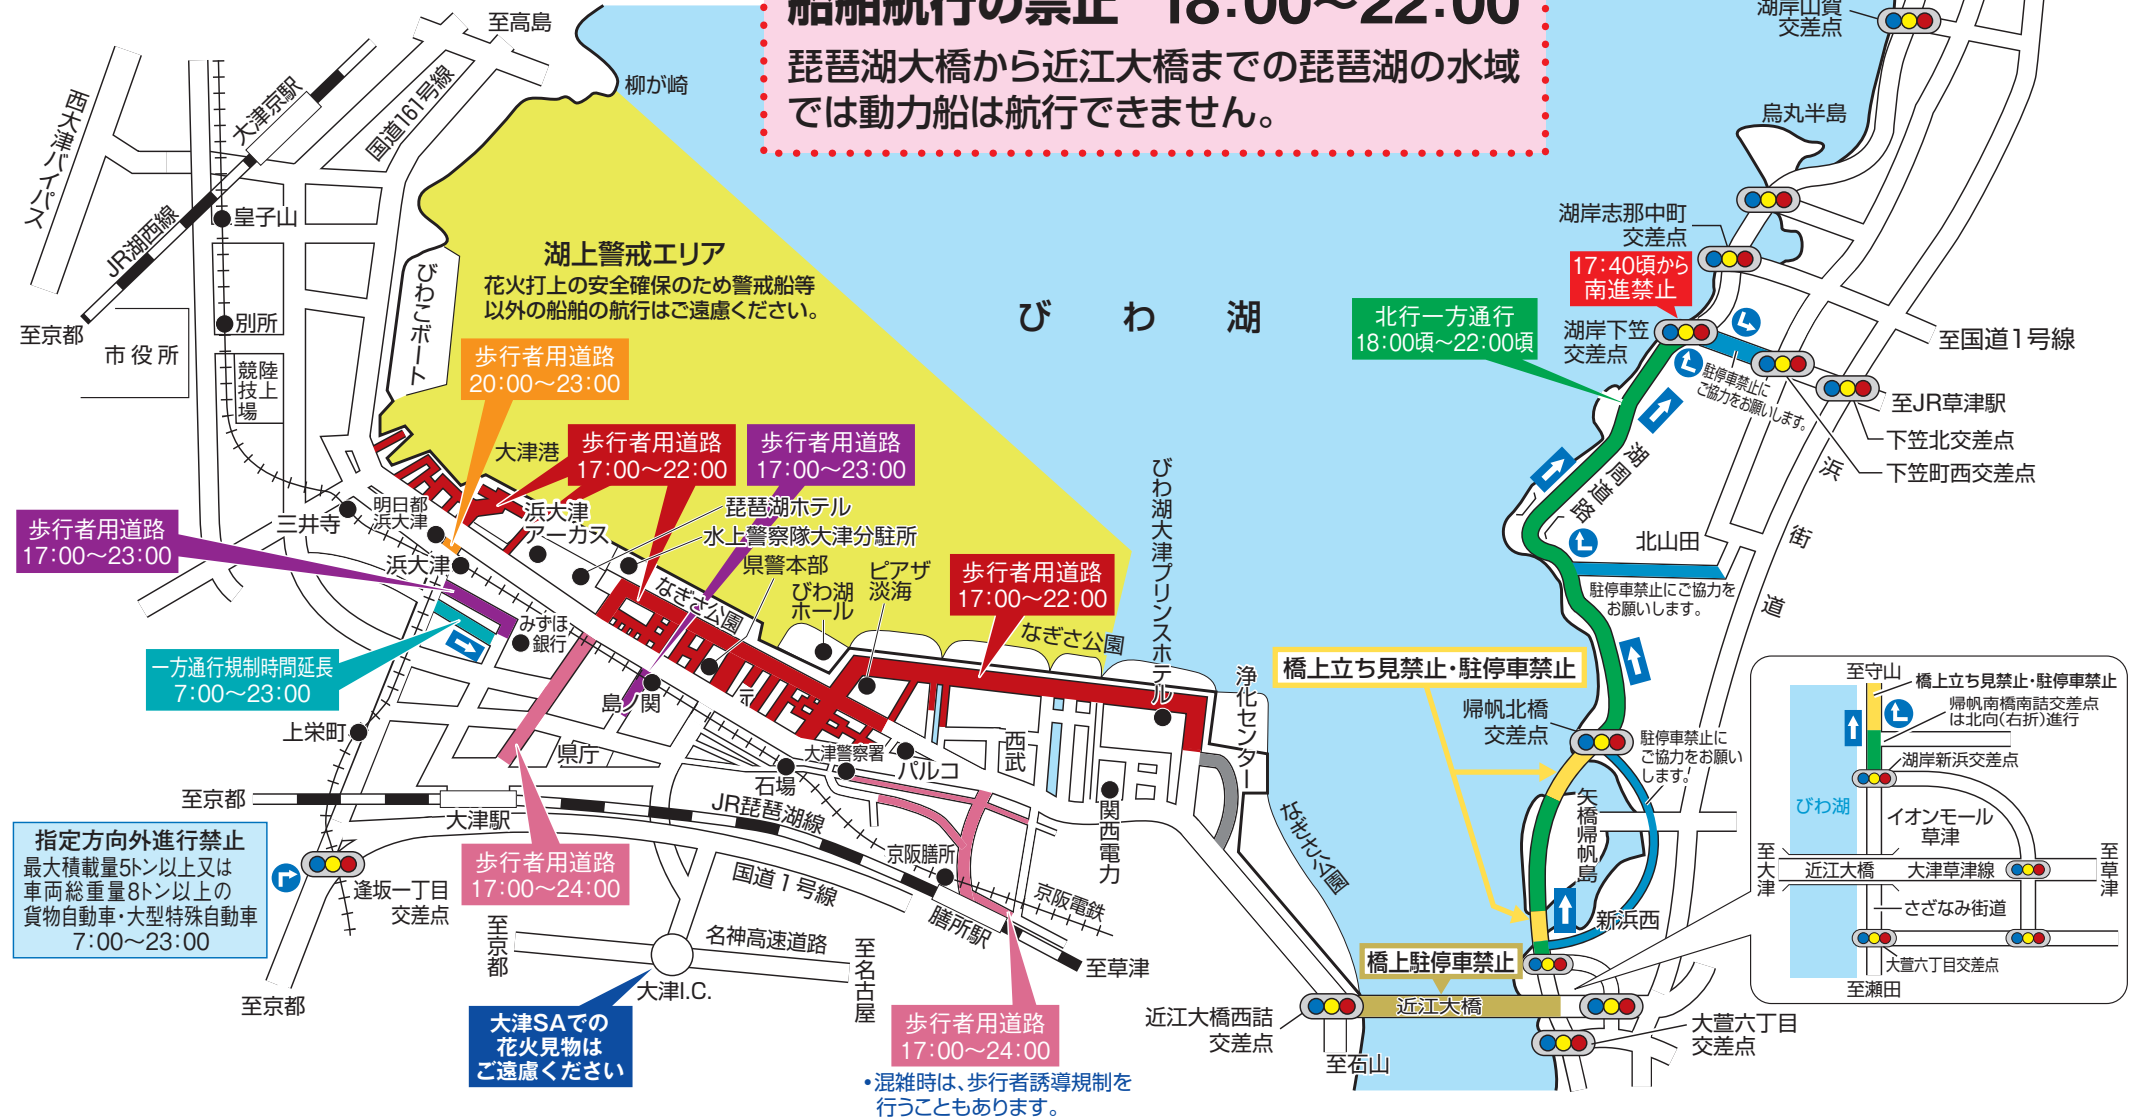 船舶航行の禁止 18:00～22:00
琵琶湖大橋から近江大橋までの琵琶湖の水域
では動力船は航行できません。
至高島
柳が崎
西大津バイパス
大津京駅
国道161号線
JR湖西線
皇子山
至京都
別所
市役所
競技場
陸上
びわこボート
湖上警戒エリア
花火打上の安全確保のため警戒船等
以外の船舶の航行はご遠慮ください。
びわ湖
湖岸山賀
交差点
烏丸半島
湖岸志那中町
交差点
17:40頃から
南進禁止
北行一方通行
18:00頃～22:00頃
湖岸下笠
交差点
至国道1号線
駐停車禁止に
ご協力をお願いします。
至JR草津駅
下笠北交差点
下笠町西交差点
浜街道
湖周道路
北山田
駐停車禁止にご協力を
お願いします。
歩行者用道路
20:00～23:00
大津港
歩行者用道路
17:00～22:00
歩行者用道路
17:00～23:00
琵琶湖ホテル
水上警察隊大津分駐所
県警本部
びわ湖
ホール
ピアザ
淡海
なぎさ公園
歩行者用道路
17:00～22:00
なぎさ公園
びわ湖大津プリンスホテル
浄化センター
三井寺
明日都
浜大津
浜大津
アーカス
浜大津
歩行者用道路
17:00～23:00
みずほ
銀行
一方通行規制時間延長
7:00～23:00
上栄町
島ノ関
県庁
石場
大津警察署
パルコ
西武
関西電力
なぎさ公園
至京都
大津駅
JR琵琶湖線
京阪膳所
指定方向外進行禁止
最大積載量5トン以上又は
車両総重量8トン以上の
貨物自動車・大型特殊自動車
7:00～23:00
逢坂一丁目
交差点
至京都
歩行者用道路
17:00～24:00
国道1号線
膳所駅
京阪電鉄
至草津
至京都
名神高速道路
至名古屋
大津I.C.
大津SAでの
花火見物は
ご遠慮ください
歩行者用道路
17:00～24:00
・混雑時は、歩行者誘導規制を
行うこともあります。
橋上立ち見禁止・駐停車禁止
帰帆北橋
交差点
駐停車禁止に
ご協力をお願い
します。
矢橋帰帆島
新浜西
橋上駐停車禁止
近江大橋
近江大橋西詰
交差点
至石山
大萱六丁目
交差点
至守山
橋上立ち見禁止・駐停車禁止
帰帆南橋南詰交差点
は北向(右折)進行
湖岸新浜交差点
びわ湖
イオンモール
草津
至大津
近江大橋
大津草津線
至草津
さざなみ街道
大萱六丁目交差点
至瀬田